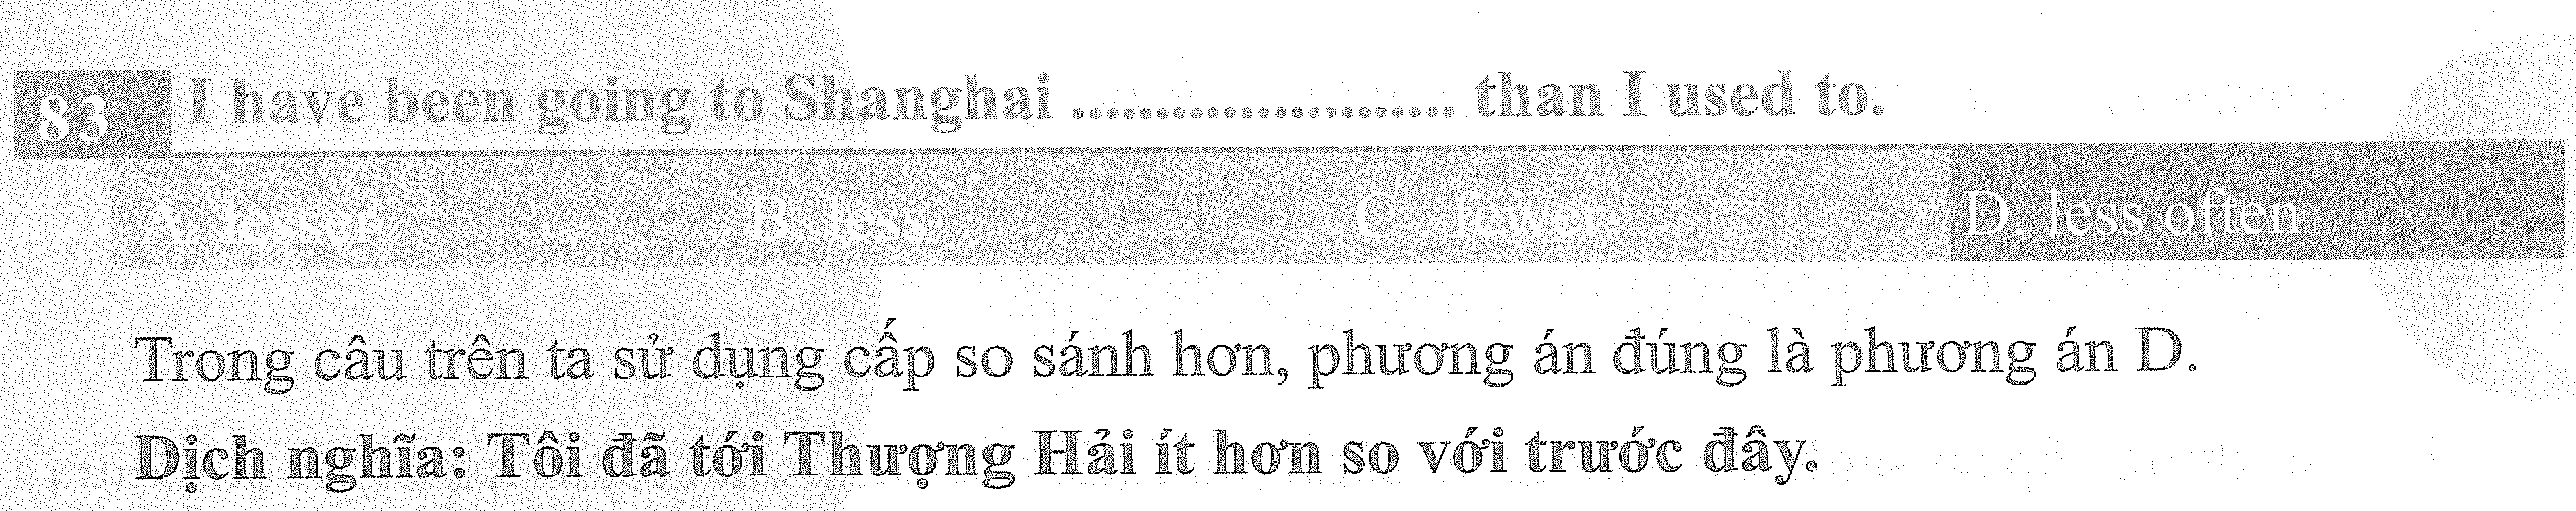 83 I have been going to Shanghai ....................... than I used to.
A. lesser B. less C . fewer D. less often
Trong câu trên ta sử dụng cấp so sánh hơn, phương án đúng là phương án D.
Dịch nghĩa: Tôi đã tới Thượng Hải ít hơn so với trước đây.